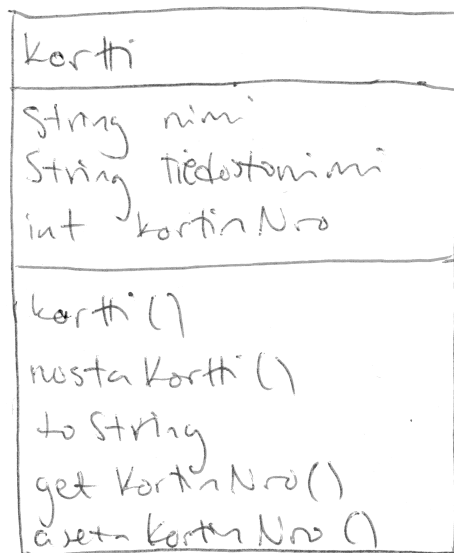 kortti
String nimi
String tiedostonimi
int kortinNro
kortti()
nostaKortti()
toString
getKortinNro()
asetaKortinNro()